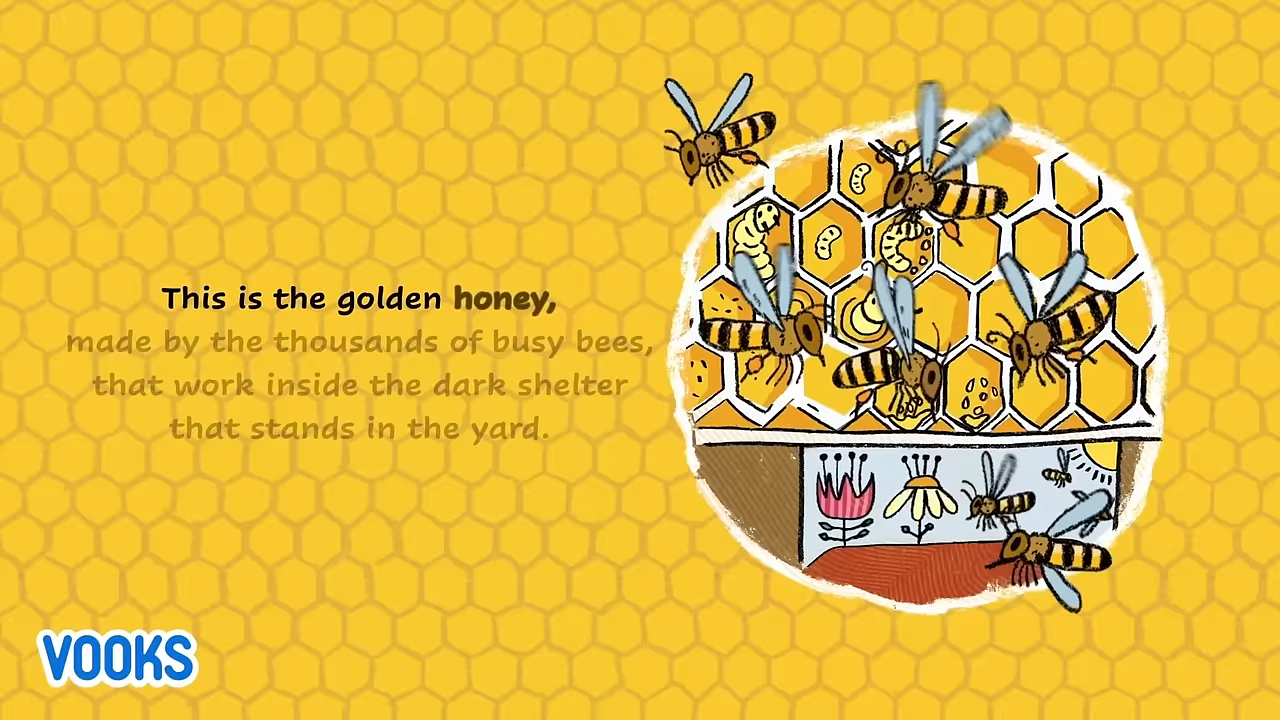 This is the golden honey,
made by the thousands of busy bees,
that work inside the dark shelter
that stands in the yard.
VOOKS